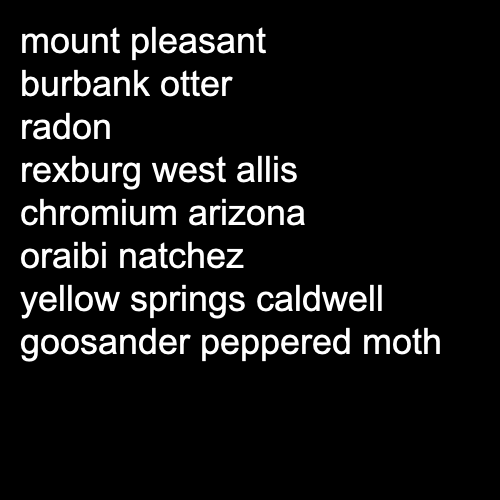 mount pleasant
burbank otter
radon
rexburg west allis
chromium arizona
oraibi natchez
yellow springs caldwell
goosander peppered moth